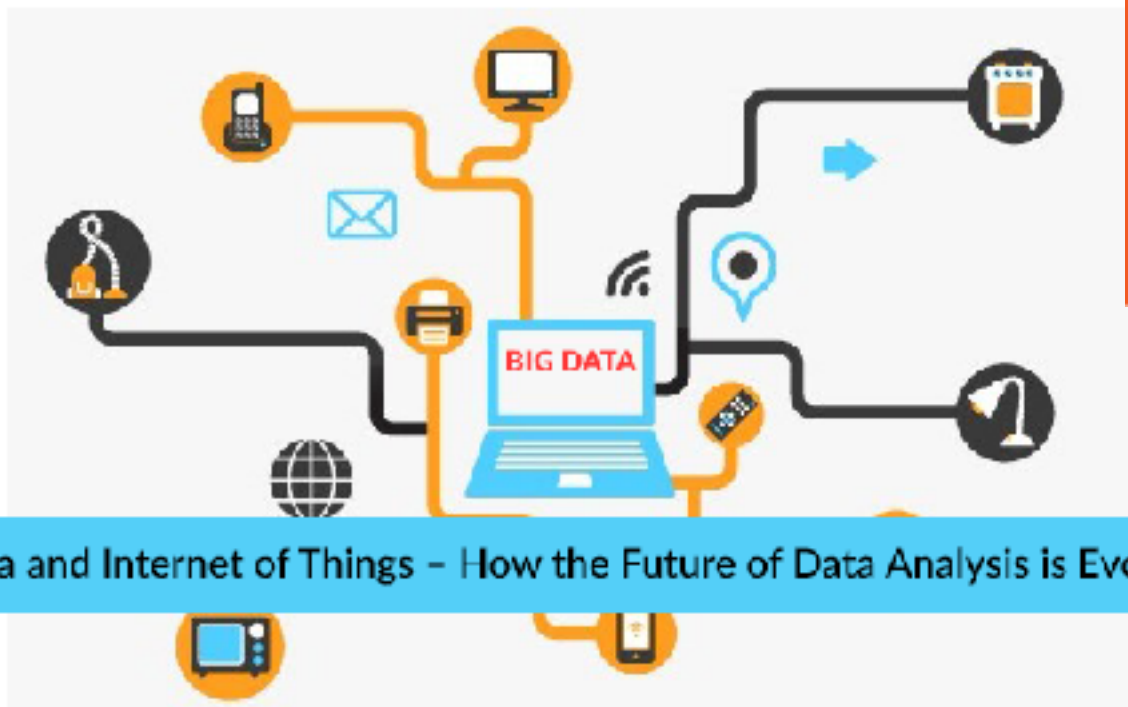 BIG DATA
a and Internet of Things – How the Future of Data Analysis is Evo